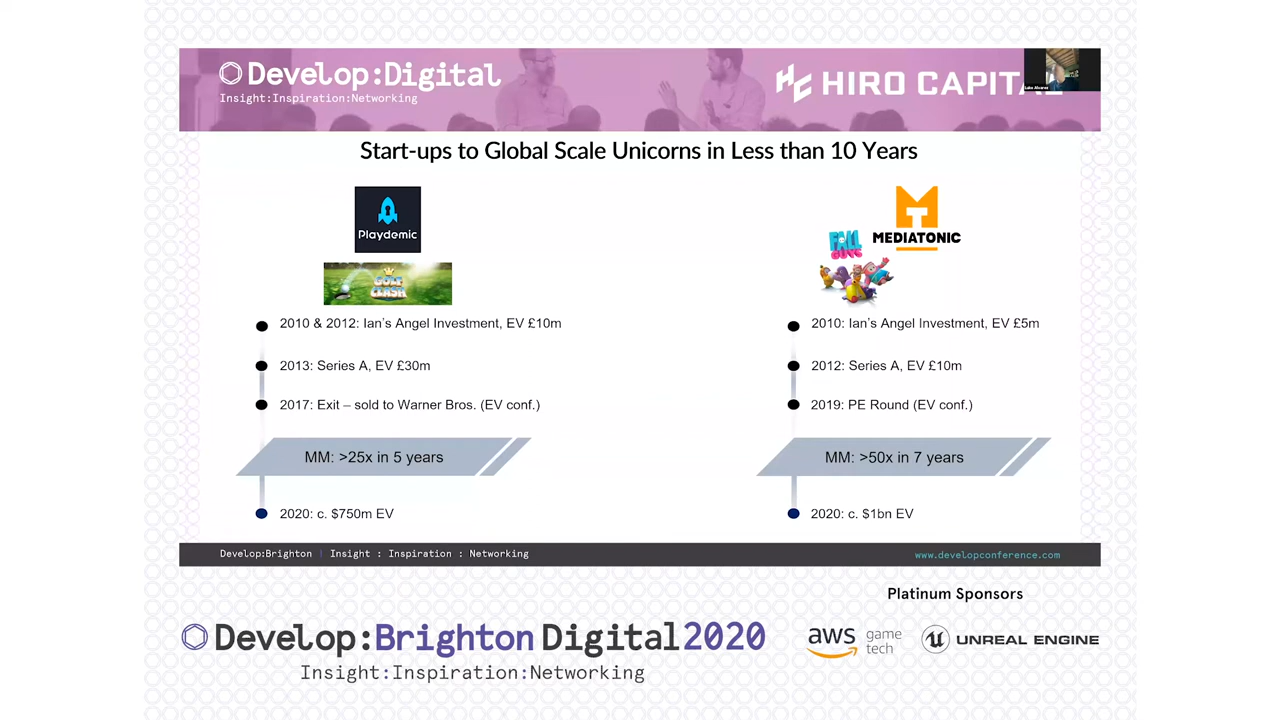 Develop:Digital
Insight:Inspiration:Networking
HIRO CAPITAL
Luke Alvarez
Start-ups to Global Scale Unicorns in Less than 10 Years
Playdemic
GOLF
CLASH
MEDIATONIC
FALL
GUYS
2010 & 2012: Ian's Angel Investment, EV £10m
2013: Series A, EV £30m
2017: Exit – sold to Warner Bros. (EV conf.)
MM: >25x in 5 years
2020: c. $750m EV
2010: Ian's Angel Investment, EV £5m
2012: Series A, EV £10m
2019: PE Round (EV conf.)
MM: >50x in 7 years
2020: c. $1bn EV
Develop:Brighton | Insight : Inspiration : Networking
www.developconference.com
Platinum Sponsors
Develop:Brighton Digital 2020
Insight:Inspiration:Networking
aws game
tech
UNREAL ENGINE